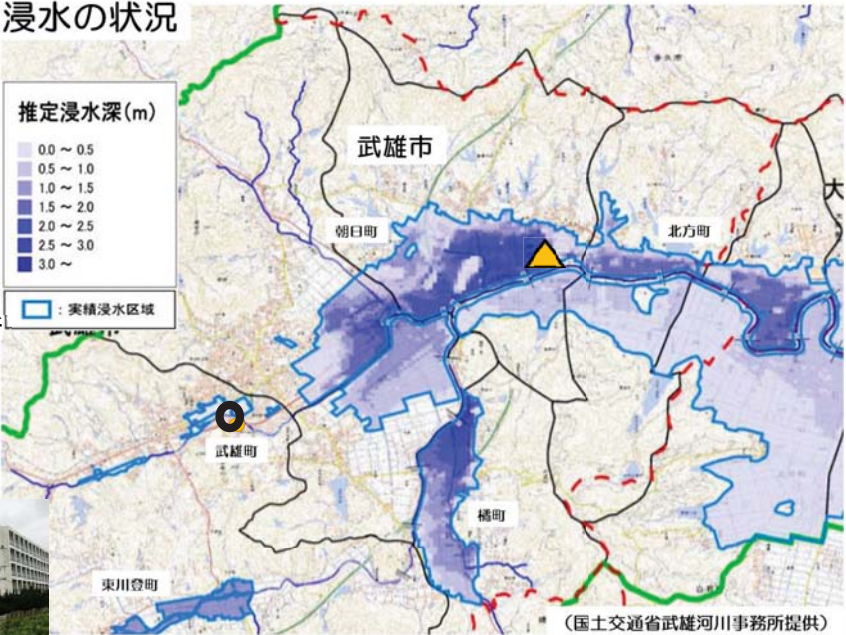 浸水の状況
推定浸水深(m)
0.0 ～ 0.5
0.5 ～ 1.0
1.0 ～ 1.5
1.5 ～ 2.0
2.0 ～ 2.5
2.5 ～ 3.0
3.0 ～
：実績浸水区域
武雄市
朝日町
北方町
大
武雄町
橘町
東川登町
（国土交通省武雄河川事務所提供）